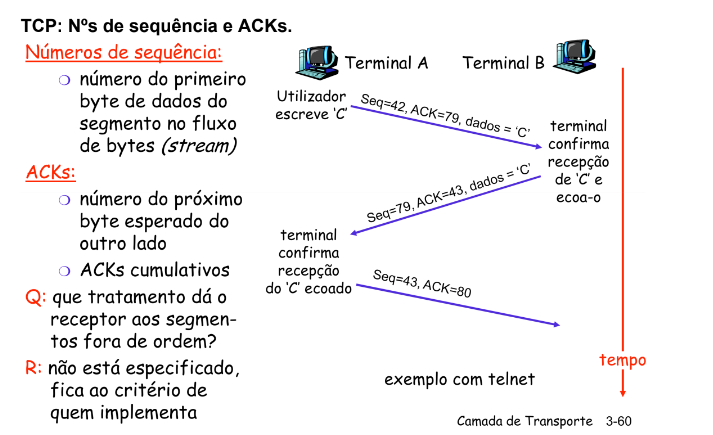 TCP: Nºs de sequência e ACKs.
Números de sequência:
número do primeiro
byte de dados do
segmento no fluxo
de bytes (stream)
ACKs:
número do próximo
byte esperado do
outro lado
ACKs cumulativos
Q: que tratamento dá o
receptor aos segmen-
tos fora de ordem?
R: não está especificado,
fica ao critério de
quem implementa
Terminal A
Terminal B
Utilizador
escreve 'C'
Seq=42, ACK=79, dados = 'C'
terminal
confirma
recepção
de 'C' e
ecoa-o
Seq=79, ACK=43, dados = 'C'
terminal
confirma
recepção
do 'C' ecoado
Seq=43, ACK=80
tempo
exemplo com telnet
Camada de Transporte 3-60